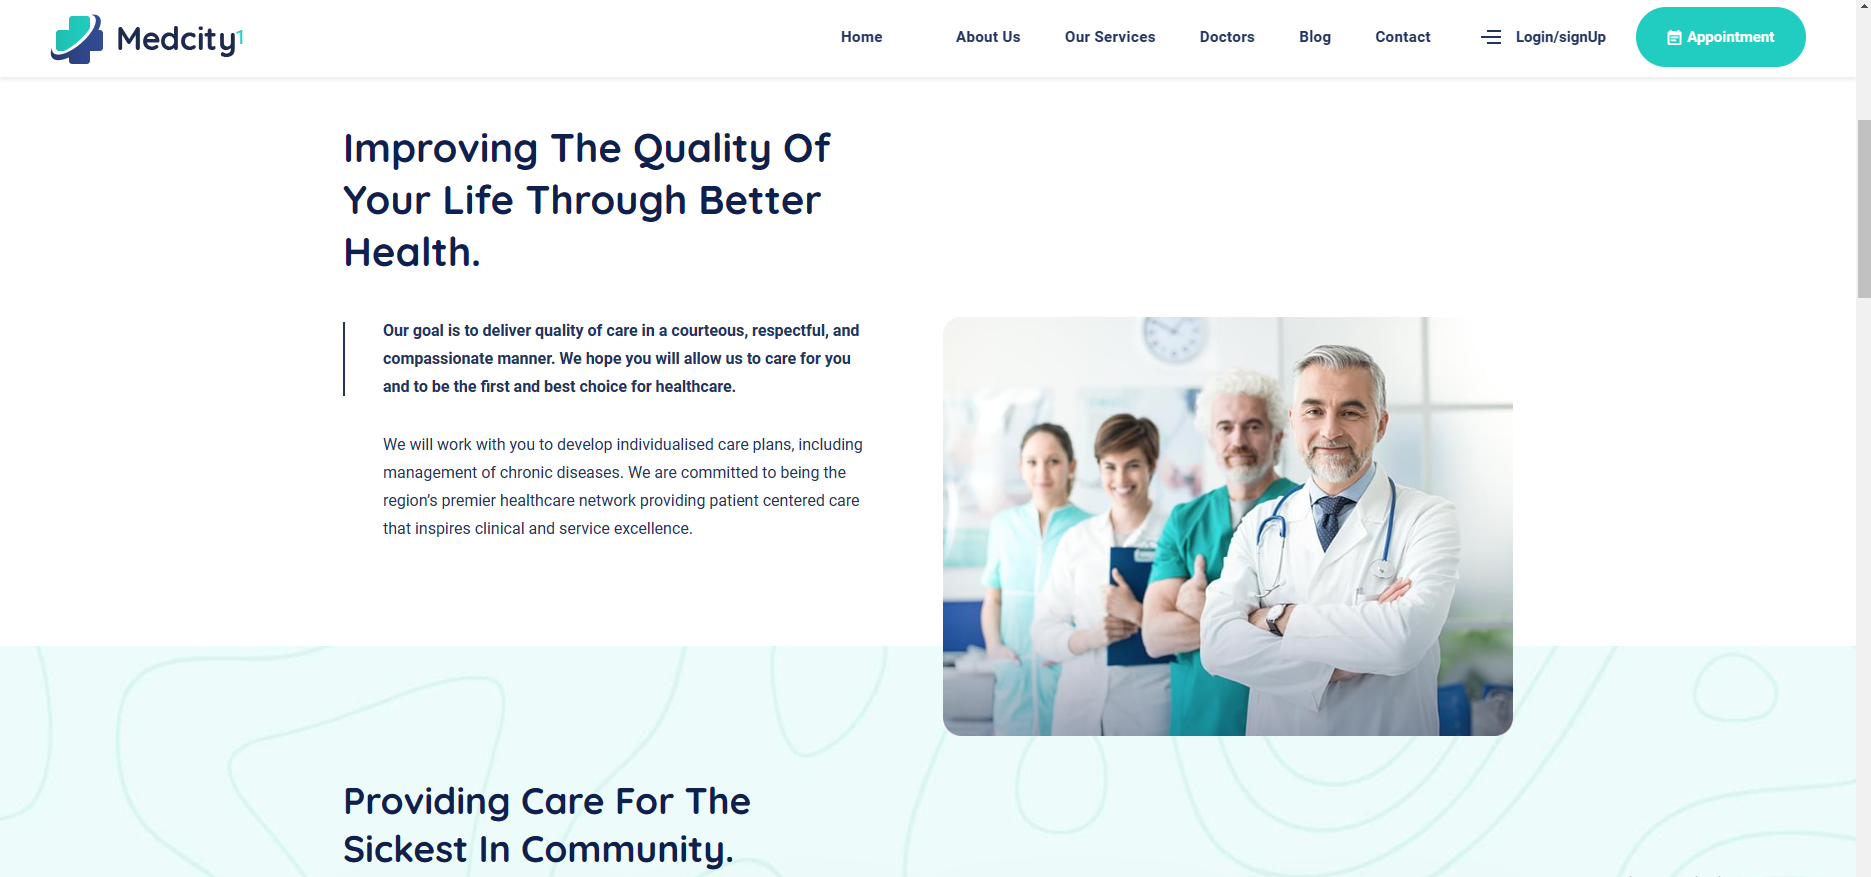 Medcity1
Home
About Us
Our Services
Doctors
Blog
Contact
Login/signUp
Appointment
Improving The Quality Of
Your Life Through Better
Health.
Our goal is to deliver quality of care in a courteous, respectful, and
compassionate manner. We hope you will allow us to care for you
and to be the first and best choice for healthcare.
We will work with you to develop individualised care plans, including
management of chronic diseases. We are committed to being the
region’s premier healthcare network providing patient centered care
that inspires clinical and service excellence.
Providing Care For The
Sickest In Community.